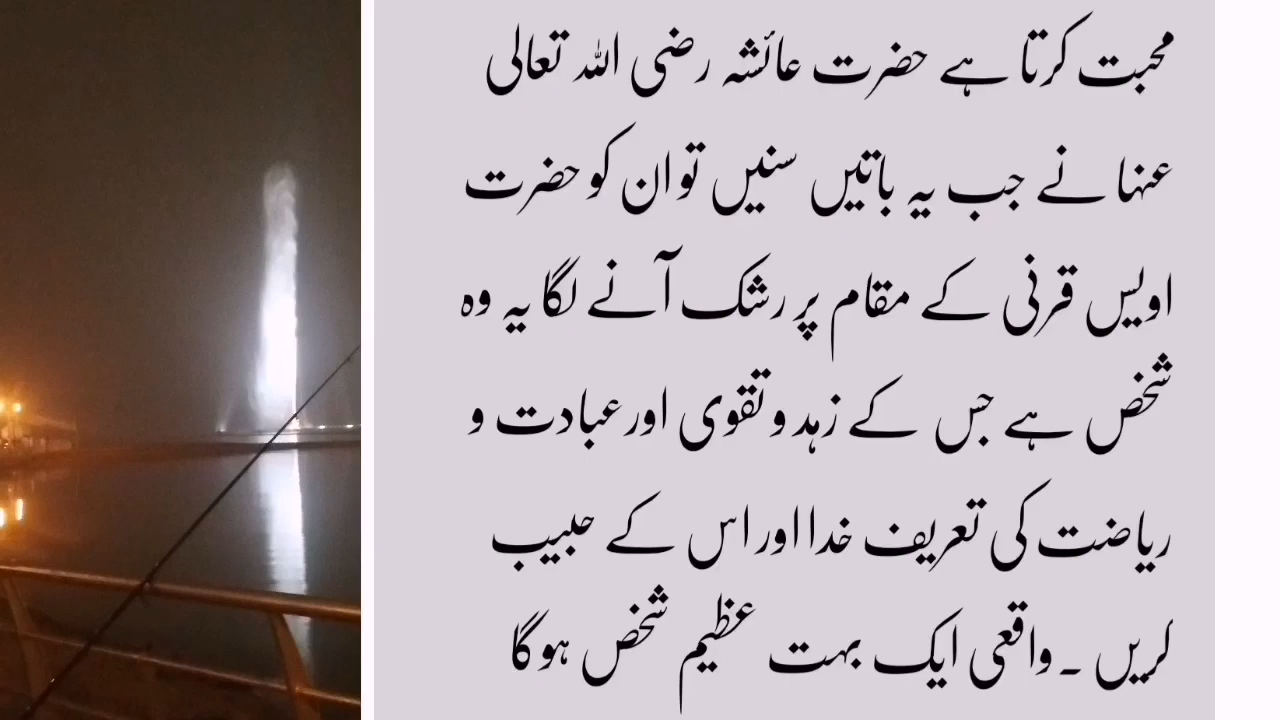 محبت کرتا ہے حضرت عائشہ رضی اللہ تعالی
عنہا نے جب یہ باتیں سنیں تو ان کو حضرت
اویس قرنی کے مقام پر رشک آنے لگا یہ وہ
شخص ہے جس کے زہد و تقوی اور عبادت و
ریاضت کی تعریف خدا اور اس کے حبیب
کریں ۔ واقعی ایک بہت عظیم شخص ہوگا